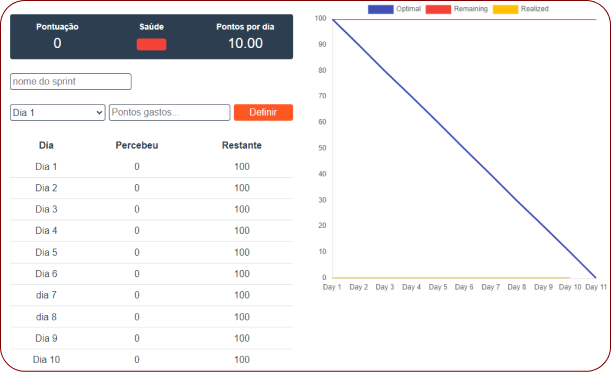 Pontuação Saúde Pontos por dia
0 10.00
nome do sprint
Dia 1 Pontos gastos... Definir
Dia Percebeu Restante
Dia 1 0 100
Dia 2 0 100
Dia 3 0 100
Dia 4 0 100
Dia 5 0 100
Dia 6 0 100
dia 7 0 100
dia 8 0 100
Dia 9 0 100
Dia 10 0 100
Optimal Remaining Realized
100
90
80
70
60
50
40
30
20
10
0
Day 1 Day 2 Day 3 Day 4 Day 5 Day 6 Day 7 Day 8 Day 9 Day 10 Day 11